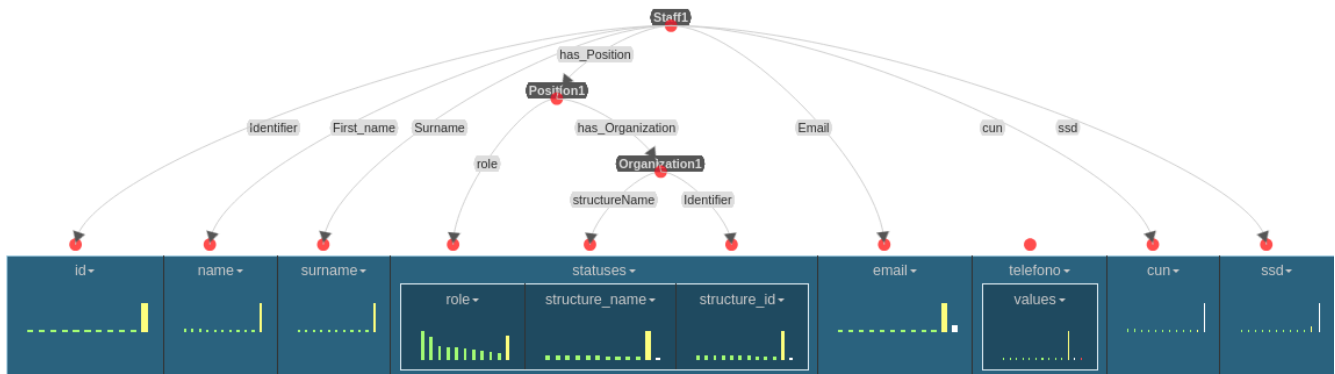 Staff1
has_Position
Position1
Identifier
First_name
Surname
has_Organization
Email
cun
ssd
role
Organization1
structureName
Identifier
id
name
surname
statuses
email
telefono
cun
ssd
role
structure_name
structure_id
values